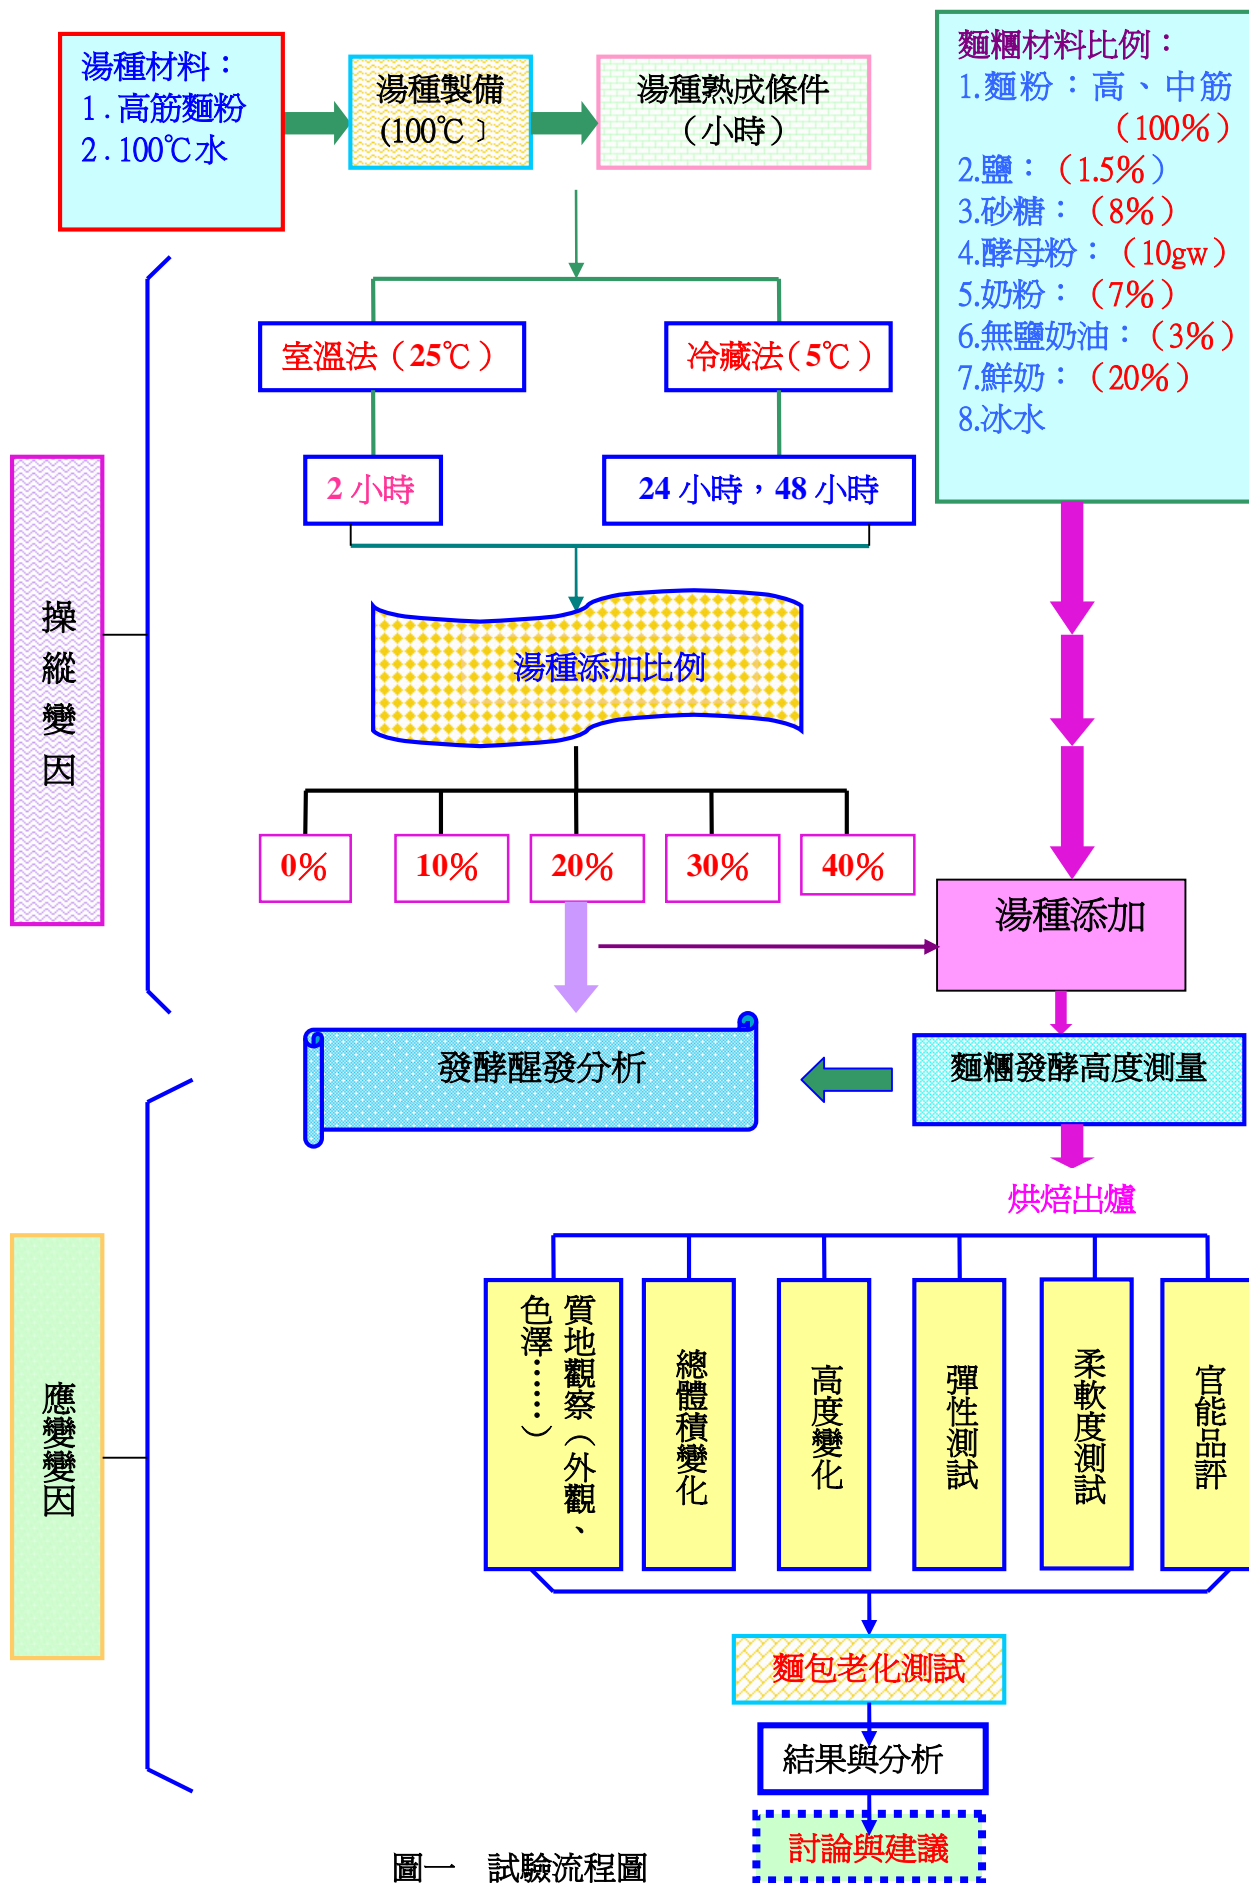 湯種材料：
1.高筋麵粉
2.100℃水
湯種製備
(100℃﹞
湯種熟成條件
（小時）
麵糰材料比例：
1.麵粉：高、中筋
（100%）
2.鹽：（1.5%）
3.砂糖：（8%）
4.酵母粉：（10gw）
5.奶粉：（7%）
6.無鹽奶油：（3%）
7.鮮奶：（20%）
8.冰水
室溫法（25℃）
冷藏法（5℃）
2 小時
24 小時，48 小時
操縱變因
湯種添加比例
0%
10%
20%
30%
40%
湯種添加
發酵醒發分析
麵糰發酵高度測量
烘焙出爐
應變變因
質地觀察（外觀、
色澤……）
總體積變化
高度變化
彈性測試
柔軟度測試
官能品評
麵包老化測試
結果與分析
討論與建議
圖一　試驗流程圖